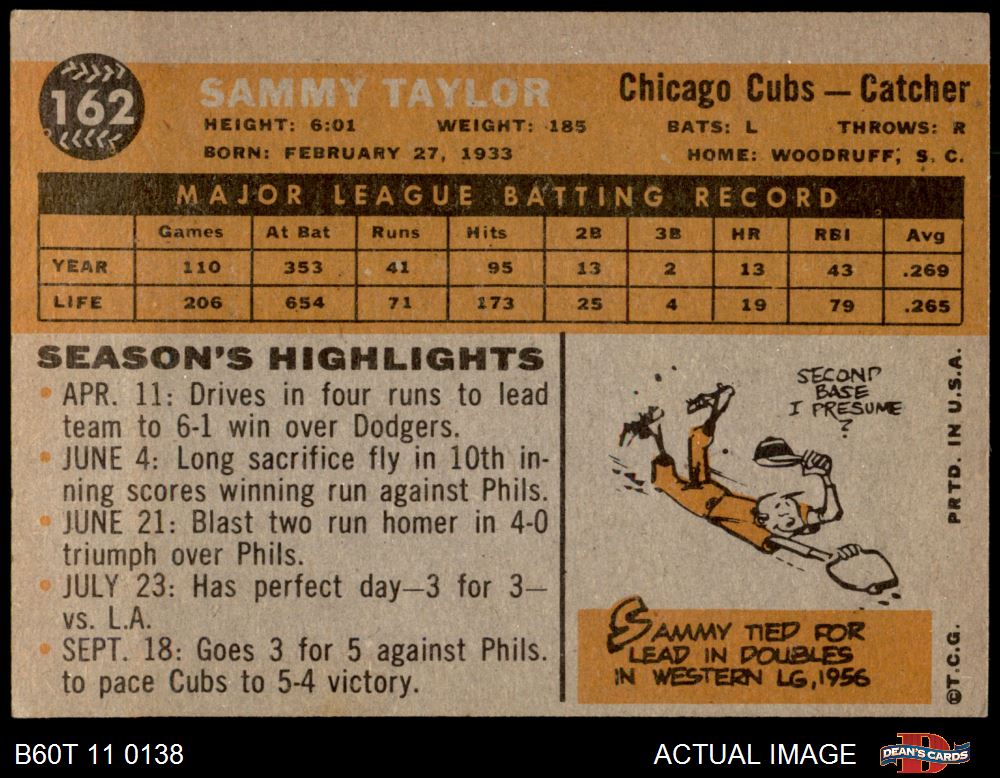 162
SAMMY TAYLOR
Chicago Cubs — Catcher
HEIGHT: 6:01 WEIGHT: 185 BATS: L THROWS: R
BORN: FEBRUARY 27, 1933 HOME: WOODRUFF, S. C.
MAJOR LEAGUE BATTING RECORD
Games At Bat Runs Hits 2B 3B HR RBI Avg
YEAR 110 353 41 95 13 2 13 43 .269
LIFE 206 654 71 173 25 4 19 79 .265
SEASON'S HIGHLIGHTS
• APR. 11: Drives in four runs to lead
team to 6-1 win over Dodgers.
• JUNE 4: Long sacrifice fly in 10th in-
ning scores winning run against Phils.
• JUNE 21: Blast two run homer in 4-0
triumph over Phils.
• JULY 23: Has perfect day—3 for 3—
vs. L.A.
• SEPT. 18: Goes 3 for 5 against Phils.
to pace Cubs to 5-4 victory.
SECOND
BASE
I PRESUME
?
SAMMY TIED FOR
LEAD IN DOUBLES
IN WESTERN LG, 1956
PRTD. IN U.S.A.
©T.C.G.
B60T 11 0138
ACTUAL IMAGE
DEAN'S CARDS